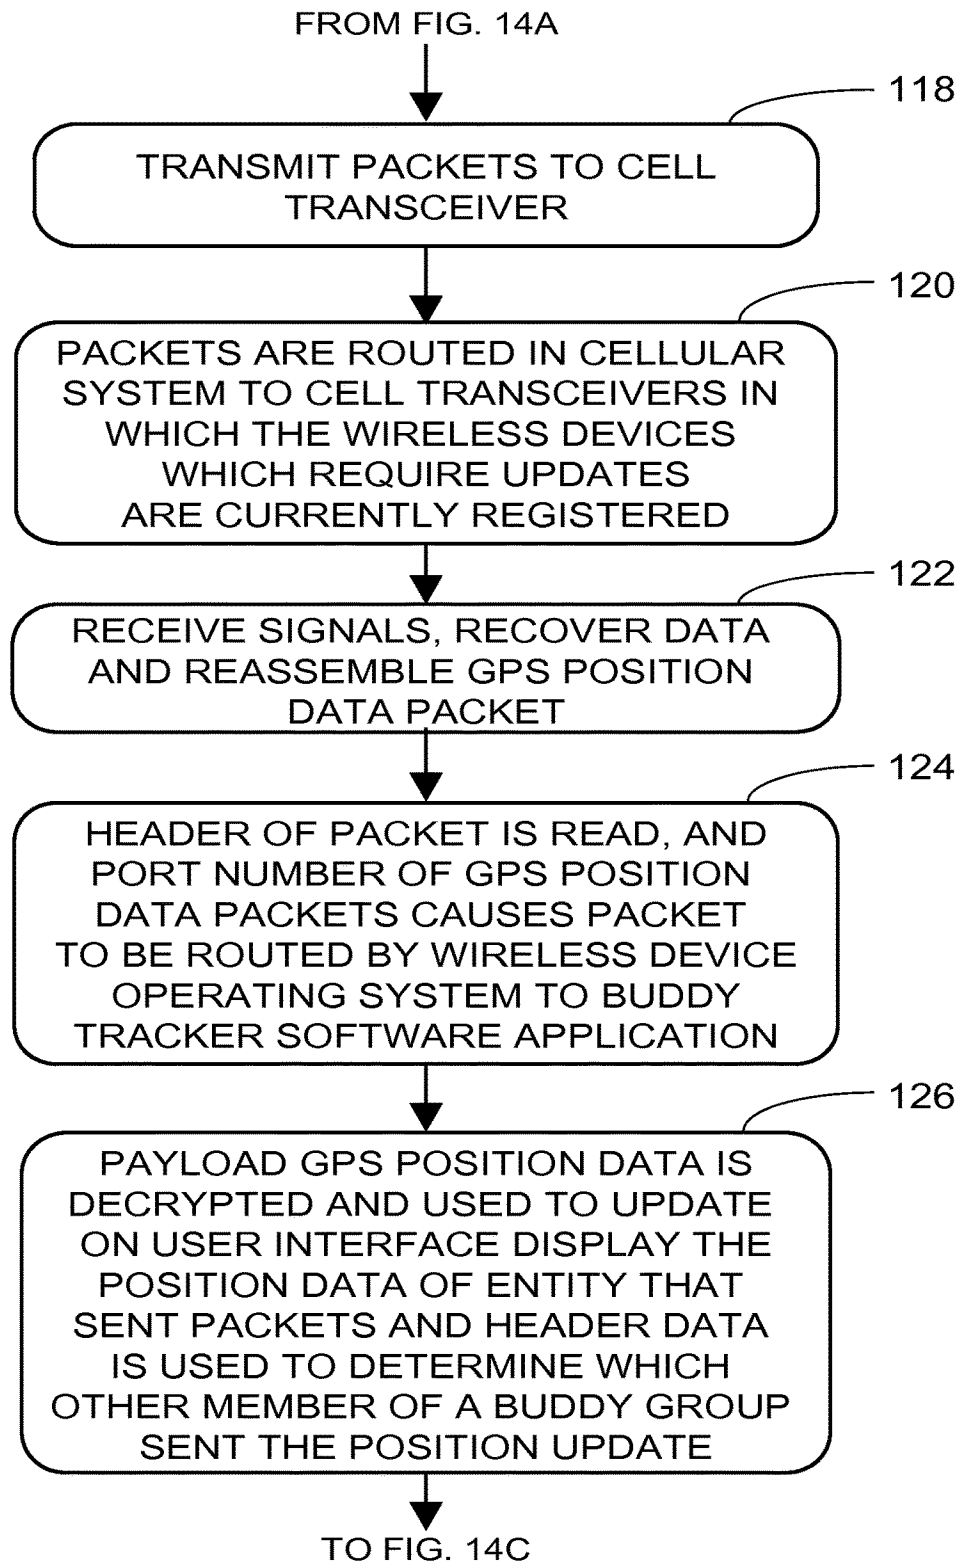 FROM FIG. 14A
118
TRANSMIT PACKETS TO CELL
TRANSCEIVER
120
PACKETS ARE ROUTED IN CELLULAR
SYSTEM TO CELL TRANSCEIVERS IN
WHICH THE WIRELESS DEVICES
WHICH REQUIRE UPDATES
ARE CURRENTLY REGISTERED
122
RECEIVE SIGNALS, RECOVER DATA
AND REASSEMBLE GPS POSITION
DATA PACKET
124
HEADER OF PACKET IS READ, AND
PORT NUMBER OF GPS POSITION
DATA PACKETS CAUSES PACKET
TO BE ROUTED BY WIRELESS DEVICE
OPERATING SYSTEM TO BUDDY
TRACKER SOFTWARE APPLICATION
126
PAYLOAD GPS POSITION DATA IS
DECRYPTED AND USED TO UPDATE
ON USER INTERFACE DISPLAY THE
POSITION DATA OF ENTITY THAT
SENT PACKETS AND HEADER DATA
IS USED TO DETERMINE WHICH
OTHER MEMBER OF A BUDDY GROUP
SENT THE POSITION UPDATE
TO FIG. 14C